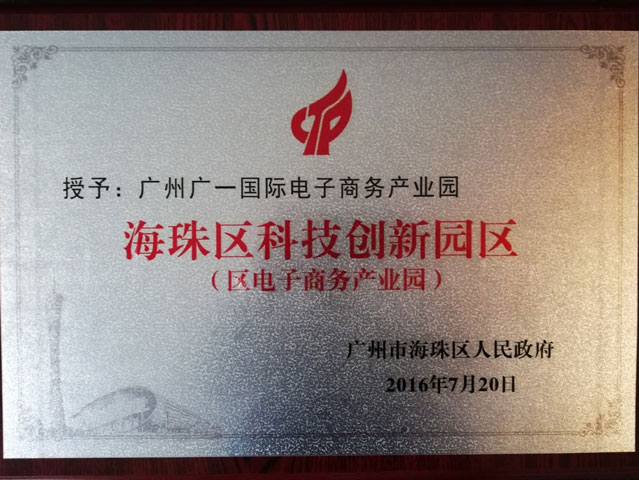 CTP
授予：广州广一国际电子商务产业园
海珠区科技创新园区
（区电子商务产业园）
广州市海珠区人民政府
2016年7月20日